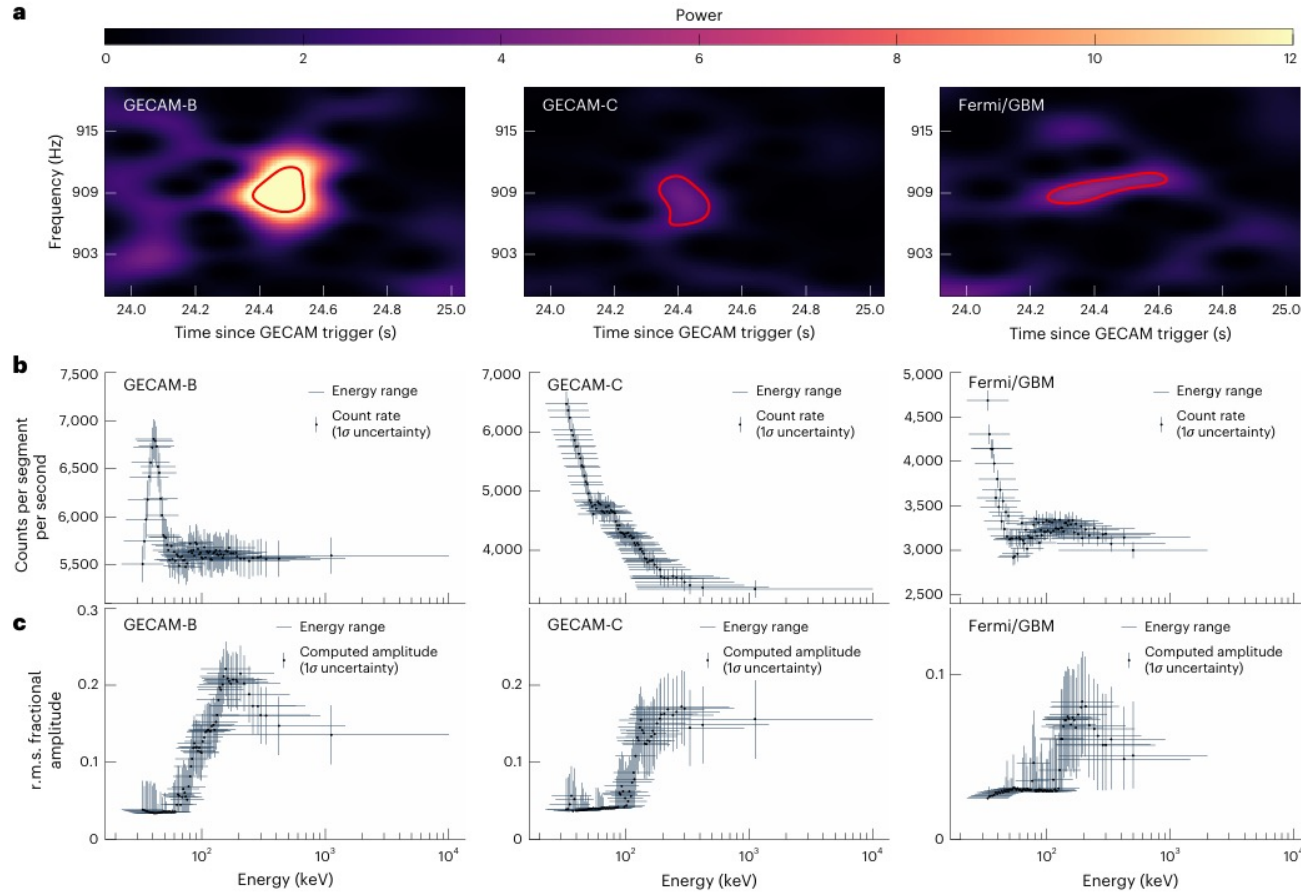 a
Power
0 2 4 6 8 10 12
GECAM-B GECAM-C Fermi/GBM
Frequency (Hz)
915 915 915
909 909 909
903 903 903
24.0 24.2 24.4 24.6 24.8 25.0 24.0 24.2 24.4 24.6 24.8 25.0 24.0 24.2 24.4 24.6 24.8 25.0
Time since GECAM trigger (s) Time since GECAM trigger (s) Time since GECAM trigger (s)
b
Counts per segment
per second
7,500
7,000
6,500
6,000
5,500
GECAM-B
Energy range
Count rate
(1σ uncertainty)
7,000
6,000
5,000
4,000
GECAM-C
Energy range
Count rate
(1σ uncertainty)
5,000
4,500
4,000
3,500
3,000
2,500
Fermi/GBM
Energy range
Count rate
(1σ uncertainty)
c
r.m.s. fractional
amplitude
0.3
0.2
0.1
0
GECAM-B
Energy range
Computed amplitude
(1σ uncertainty)
10² 10³ 10⁴
Energy (keV)
0.2
0.1
0
GECAM-C
Energy range
Computed amplitude
(1σ uncertainty)
10² 10³ 10⁴
Energy (keV)
0.1
0
Fermi/GBM
Energy range
Computed amplitude
(1σ uncertainty)
10² 10³ 10⁴
Energy (keV)